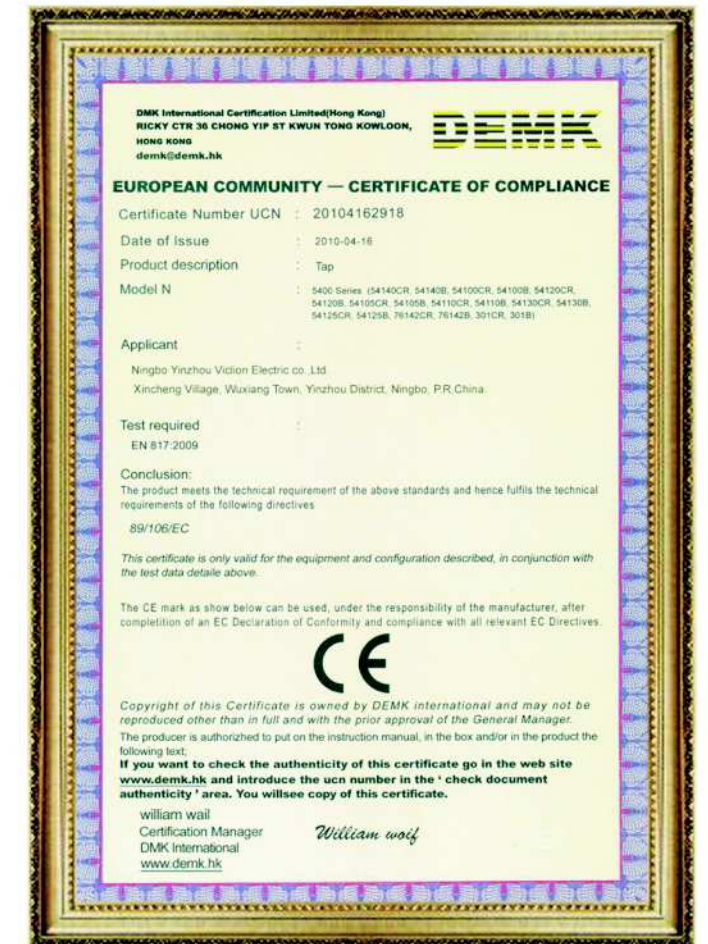 DMK International Certification Limited(Hong Kong)
RICKY CTR 36 CHONG YIP ST KWUN TONG KOWLOON,
HONG KONG
demk@demk.hk
DEMK
EUROPEAN COMMUNITY — CERTIFICATE OF COMPLIANCE
Certificate Number UCN : 20104162918
Date of Issue : 2010-04-16
Product description : Tap
Model N : 5400 Series (54140CR, 54140B, 54100CR, 54100B, 54120CR,
54120B, 54105CR, 54105B, 54110CR, 54110B, 54130CR, 54130B,
54125CR, 54125B, 76142CR, 76142B, 301CR, 301B)
Applicant :
Ningbo Yinzhou Viclion Electric co.,Ltd
Xincheng Village, Wuxiang Town, Yinzhou District, Ningbo, P.R.China.
Test required :
EN 817:2009
Conclusion:
The product meets the technical requirement of the above standards and hence fulfils the technical
requirements of the following directives
89/106/EC
This certificate is only valid for the equipment and configuration described, in conjunction with
the test data detaile above.
The CE mark as show below can be used, under the responsibility of the manufacturer, after
completition of an EC Declaration of Conformity and compliance with all relevant EC Directives.
CE
Copyright of this Certificate is owned by DEMK international and may not be
reproduced other than in full and with the prior approval of the General Manager.
The producer is authorizhed to put on the instruction manual, in the box and/or in the product the
following text;
If you want to check the authenticity of this certificate go in the web site
www.demk.hk and introduce the ucn number in the ' check document
authenticity ' area. You willsee copy of this certificate.
william wail
Certification Manager
William woif
DMK International
www.demk.hk